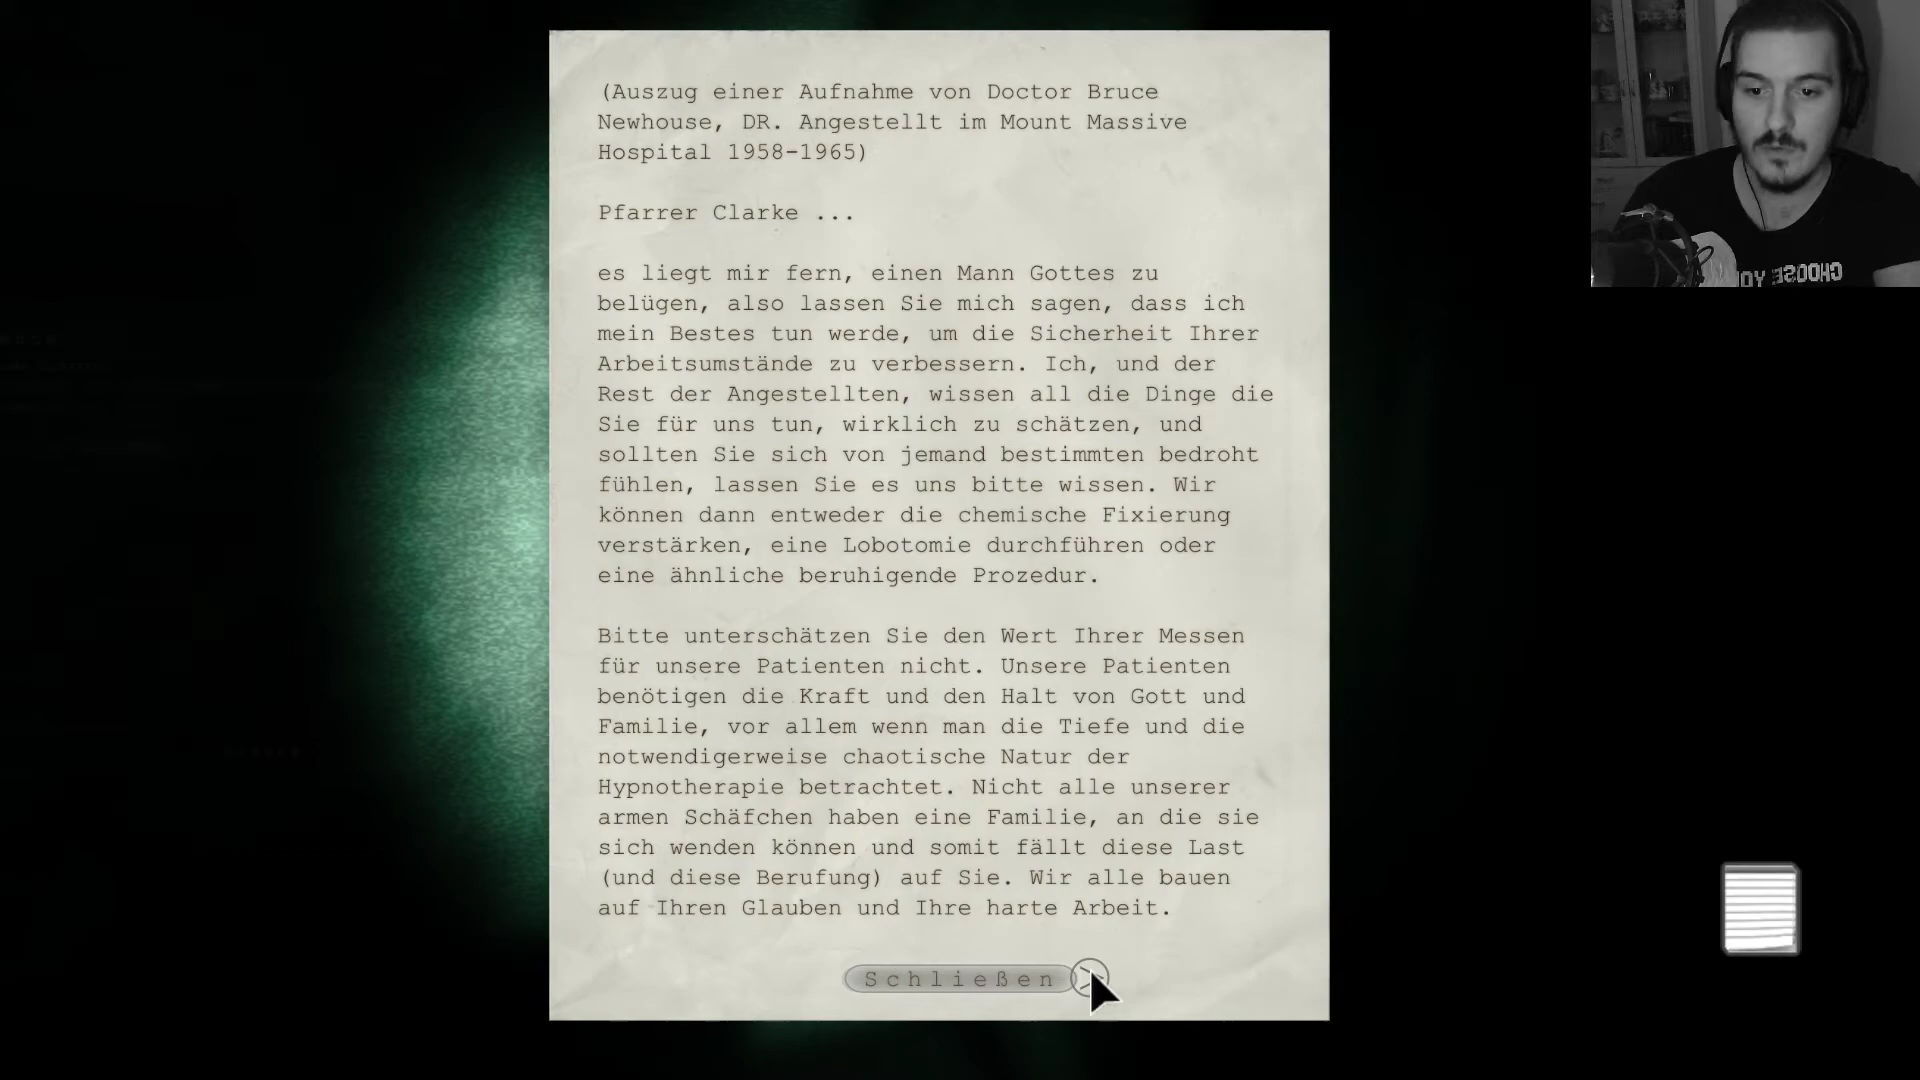 (Auszug einer Aufnahme von Doctor Bruce
Newhouse, DR. Angestellt im Mount Massive
Hospital 1958-1965)
Pfarrer Clarke ...
es liegt mir fern, einen Mann Gottes zu
belügen, also lassen Sie mich sagen, dass ich
mein Bestes tun werde, um die Sicherheit Ihrer
Arbeitsumstände zu verbessern. Ich, und der
Rest der Angestellten, wissen all die Dinge die
Sie für uns tun, wirklich zu schätzen, und
sollten Sie sich von jemand bestimmten bedroht
fühlen, lassen Sie es uns bitte wissen. Wir
können dann entweder die chemische Fixierung
verstärken, eine Lobotomie durchführen oder
eine ähnliche beruhigende Prozedur.
Bitte unterschätzen Sie den Wert Ihrer Messen
für unsere Patienten nicht. Unsere Patienten
benötigen die Kraft und den Halt von Gott und
Familie, vor allem wenn man die Tiefe und die
notwendigerweise chaotische Natur der
Hypnotherapie betrachtet. Nicht alle unserer
armen Schäfchen haben eine Familie, an die sie
sich wenden können und somit fällt diese Last
(und diese Berufung) auf Sie. Wir alle bauen
auf Ihren Glauben und Ihre harte Arbeit.
Schließen
CHOOSE YOU